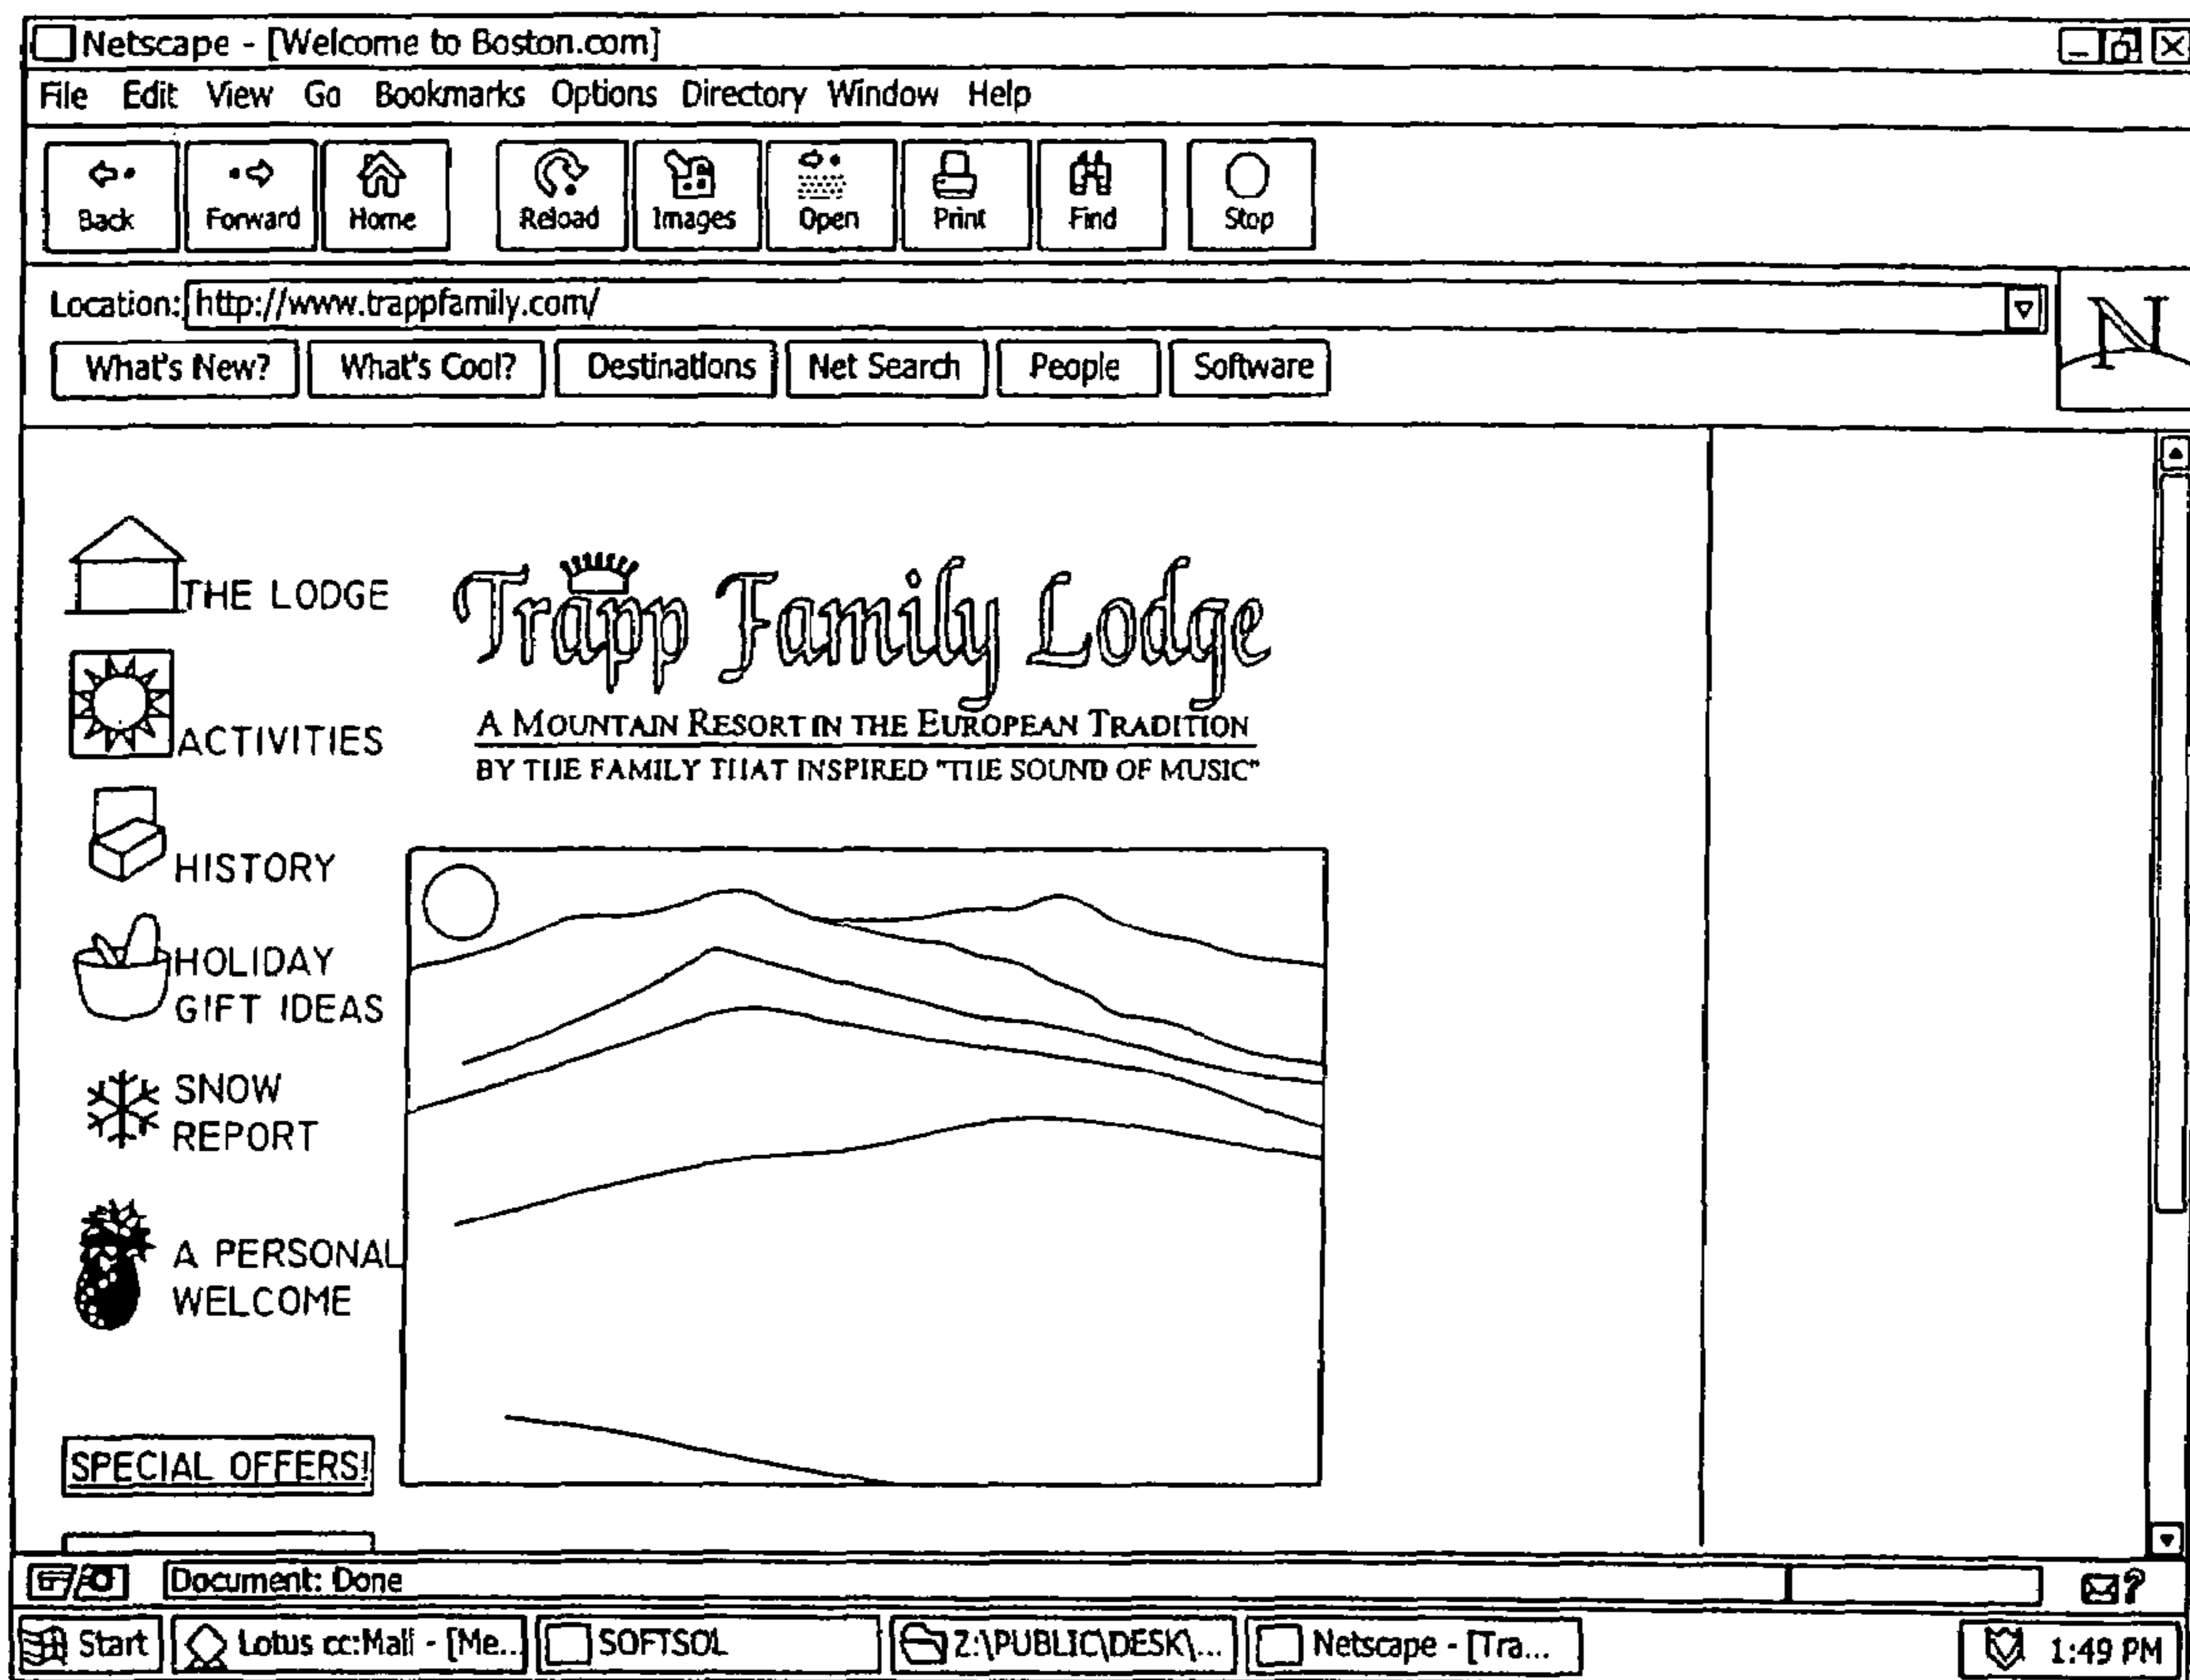 Netscape - [Welcome to Boston.com]
File Edit View Go Bookmarks Options Directory Window Help
Back Forward Home Reload Images Open Print Find Stop
Location: http://www.trappfamily.com/
N
What's New? What's Cool? Destinations Net Search People Software
THE LODGE
Trapp Family Lodge
ACTIVITIES
A MOUNTAIN RESORT IN THE EUROPEAN TRADITION
BY THE FAMILY THAT INSPIRED "THE SOUND OF MUSIC"
HISTORY
HOLIDAY
GIFT IDEAS
SNOW
REPORT
A PERSONAL
WELCOME
SPECIAL OFFERS!
Document: Done
Start Lotus cc:Mail - [Me... SOFTSOL Z:\PUBLIC\DESK\... Netscape - [Tra... 1:49 PM